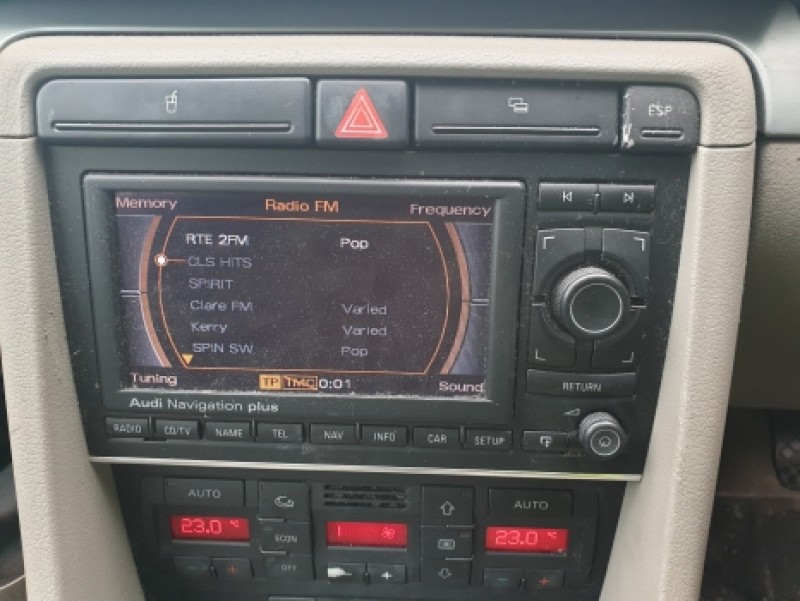 ESP
Memory Radio FM Frequency
RTE 2FM Pop
CLS HITS
SPIRIT
Clare FM Varied
Kerry Varied
SPIN SW Pop
Tuning TP TMC 0:01 Sound
RETURN
Audi Navigation plus
RADIO CD/TV NAME TEL NAV INFO CAR SETUP
AUTO AUTO
23.0 °C 1 23.0 °C
ECON
OFF